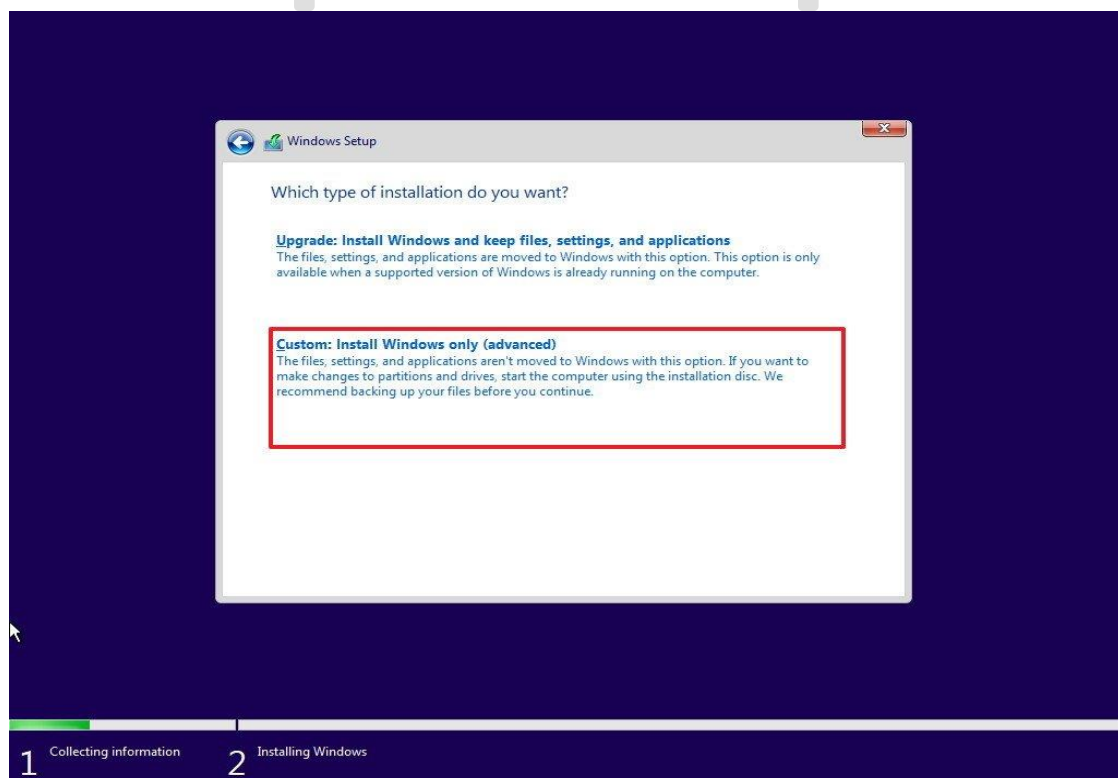 Windows Setup
Which type of installation do you want?
Upgrade: Install Windows and keep files, settings, and applications
The files, settings, and applications are moved to Windows with this option. This option is only
available when a supported version of Windows is already running on the computer.
Custom: Install Windows only (advanced)
The files, settings, and applications aren't moved to Windows with this option. If you want to
make changes to partitions and drives, start the computer using the installation disc. We
recommend backing up your files before you continue.
1 Collecting information
2 Installing Windows